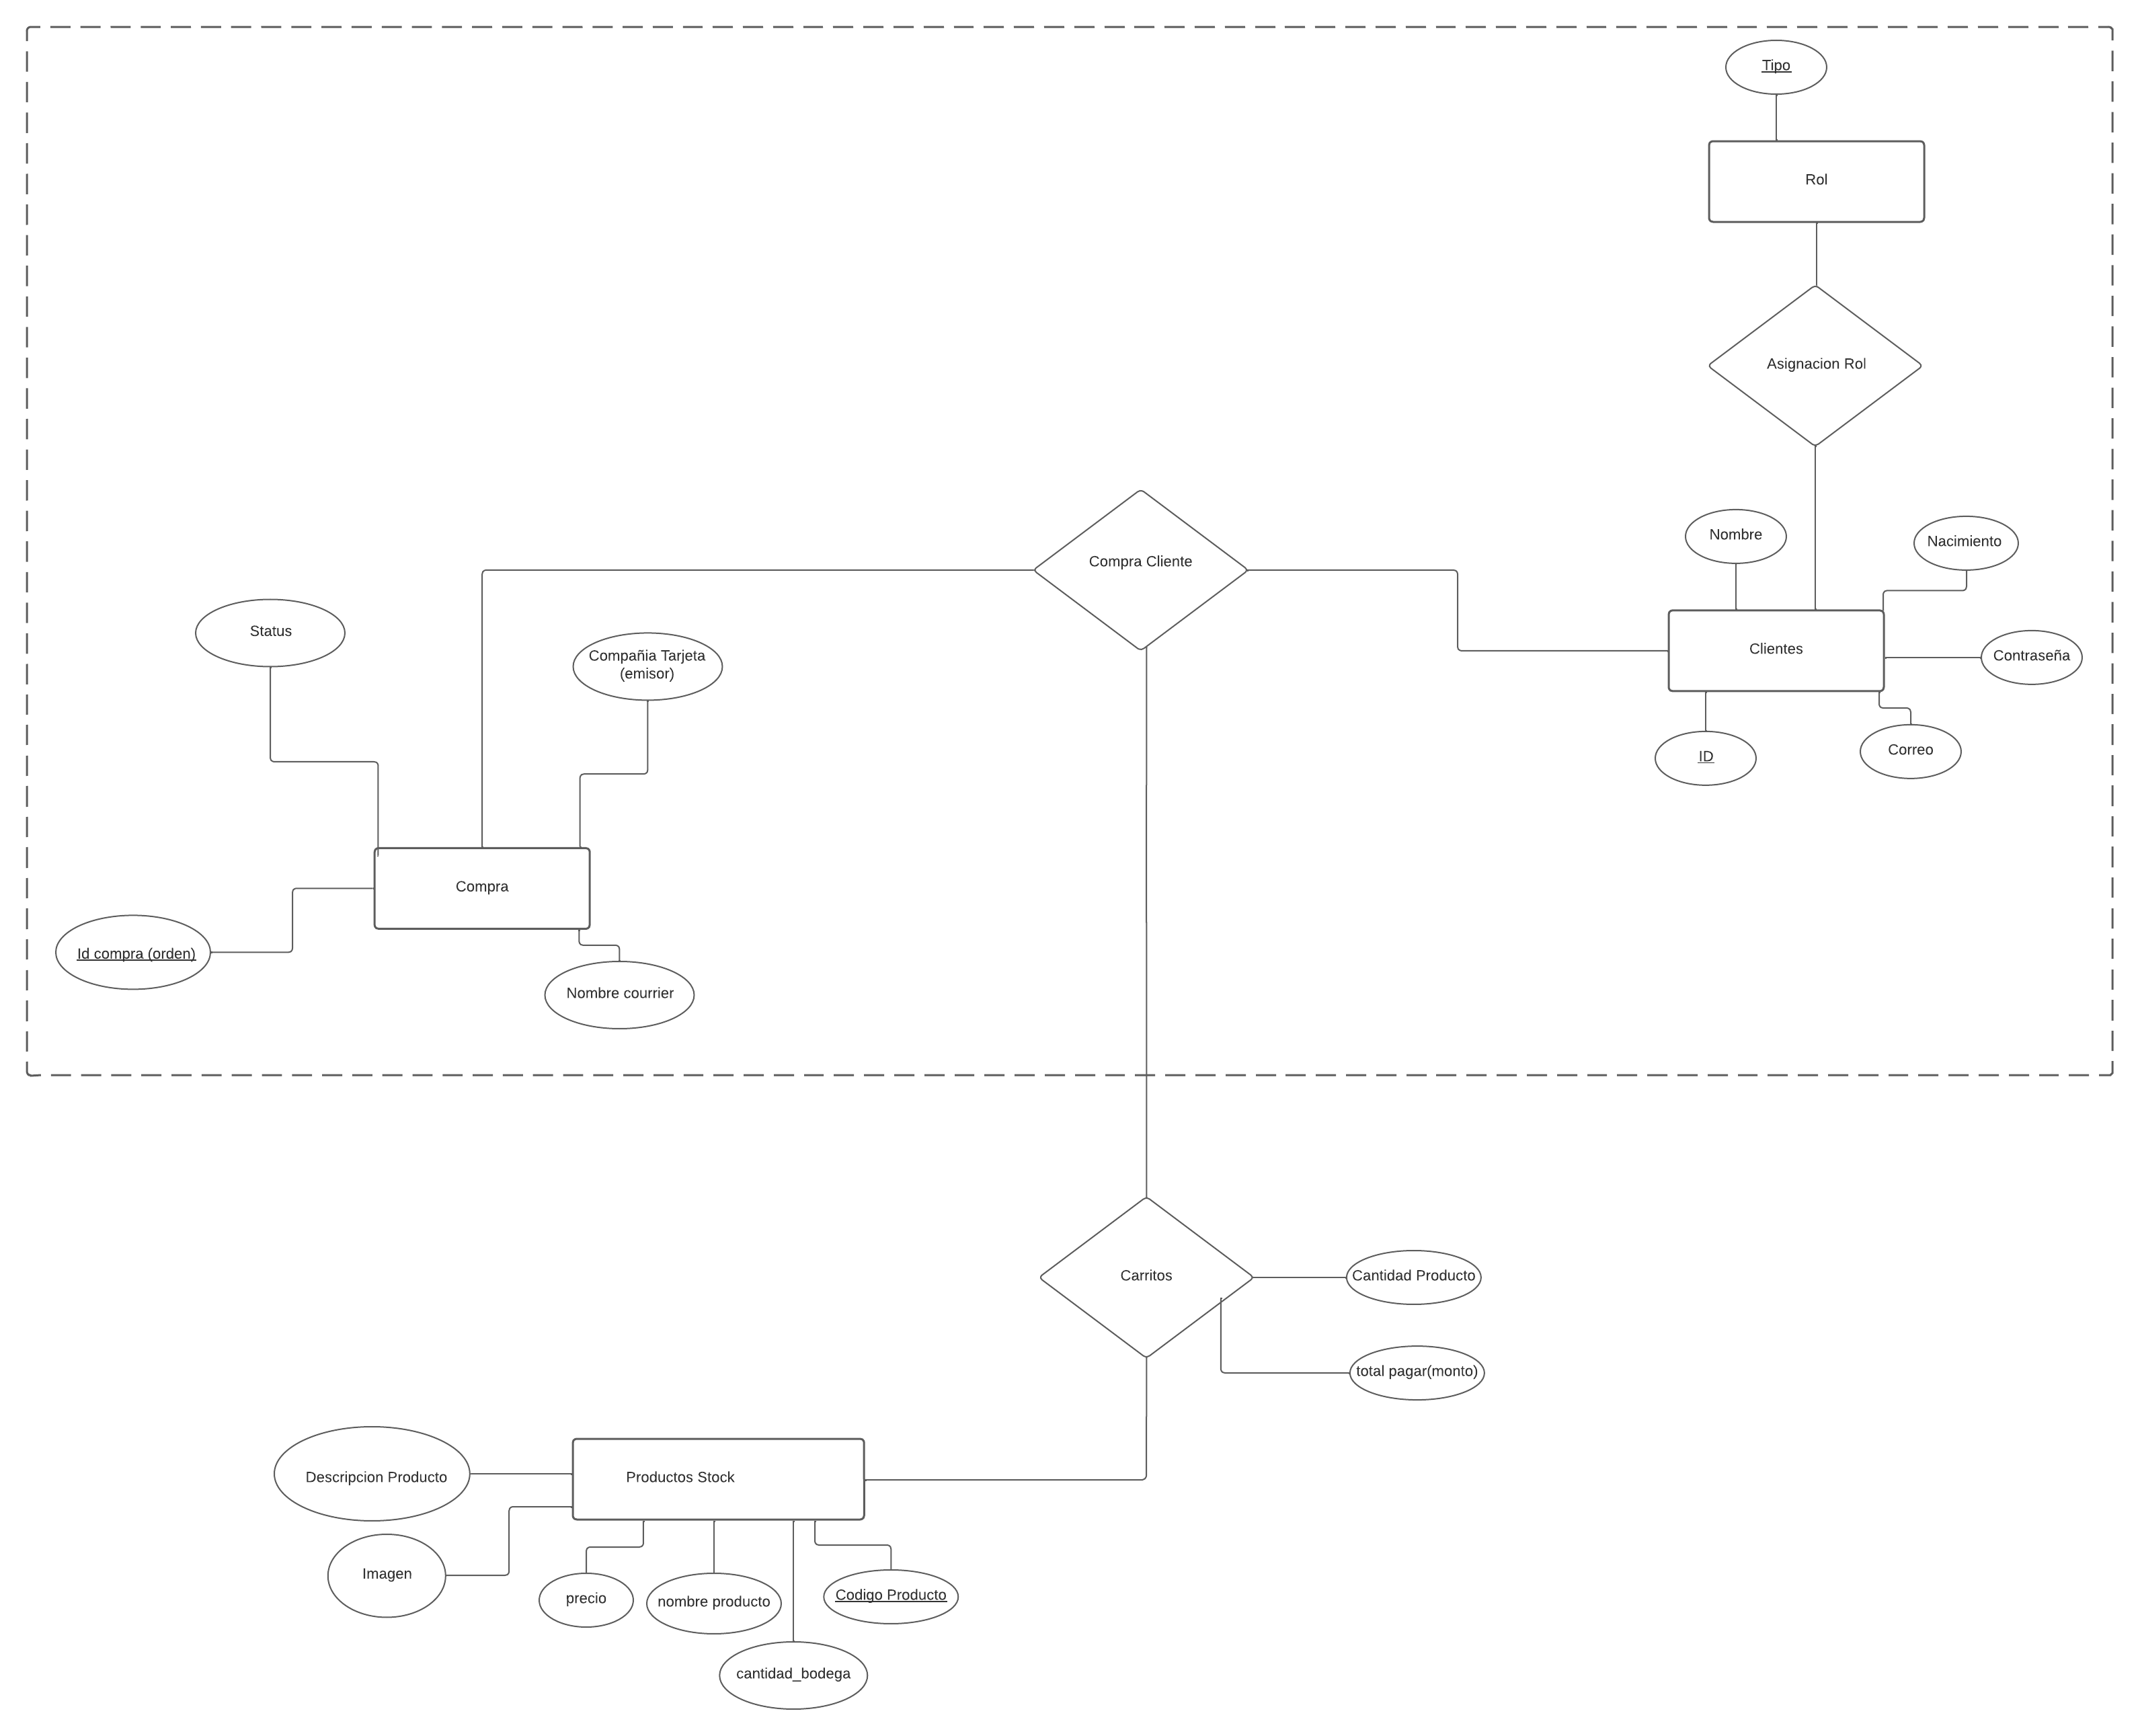 Tipo
Rol
Asignacion Rol
Nombre
Nacimiento
Compra Cliente
Clientes
Contraseña
Status
Compañia Tarjeta
(emisor)
ID
Correo
Compra
Id compra (orden)
Nombre courrier
Carritos
Cantidad Producto
total pagar(monto)
Descripcion Producto
Productos Stock
Imagen
precio
nombre producto
Codigo Producto
cantidad_bodega